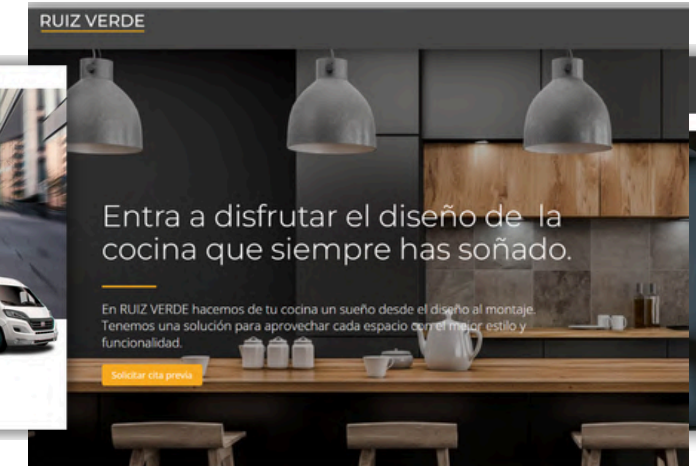 RUIZ VERDE
Entra a disfrutar el diseño de la
cocina que siempre has soñado.
En RUIZ VERDE hacemos de tu cocina un sueño desde el diseño al montaje.
Tenemos una solución para aprovechar cada espacio con el mejor estilo y
funcionalidad.
Solicitar cita previa